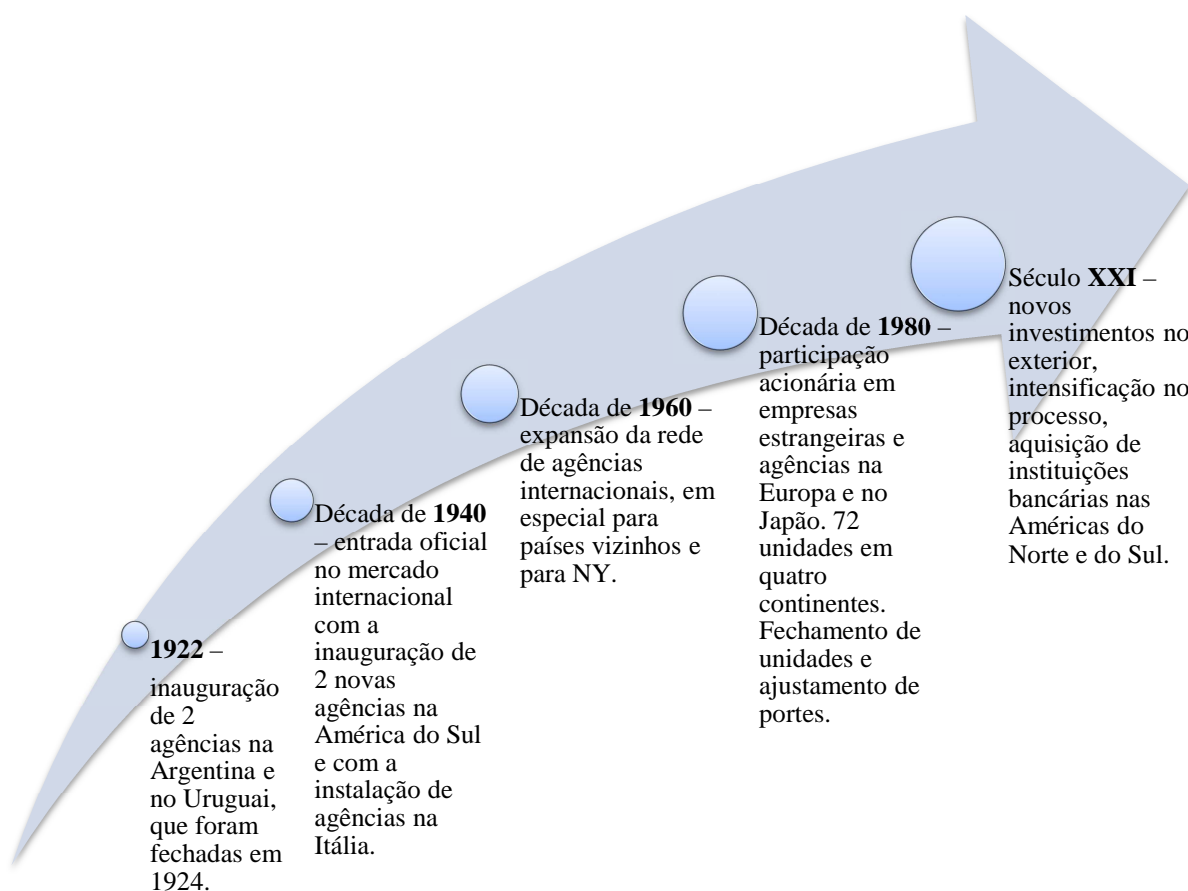 1922 –
inauguração
de 2
agências na
Argentina e
no Uruguai,
que foram
fechadas em
1924.
Década de 1940
– entrada oficial
no mercado
internacional
com a
inauguração de
2 novas
agências na
América do Sul
e com a
instalação de
agências na
Itália.
Década de 1960 –
expansão da rede
de agências
internacionais, em
especial para
países vizinhos e
para NY.
Década de 1980 –
participação
acionária em
empresas
estrangeiras e
agências na
Europa e no
Japão. 72
unidades em
quatro
continentes.
Fechamento de
unidades e
ajustamento de
portes.
Século XXI –
novos
investimentos no
exterior,
intensificação no
processo,
aquisição de
instituições
bancárias nas
Américas do
Norte e do Sul.